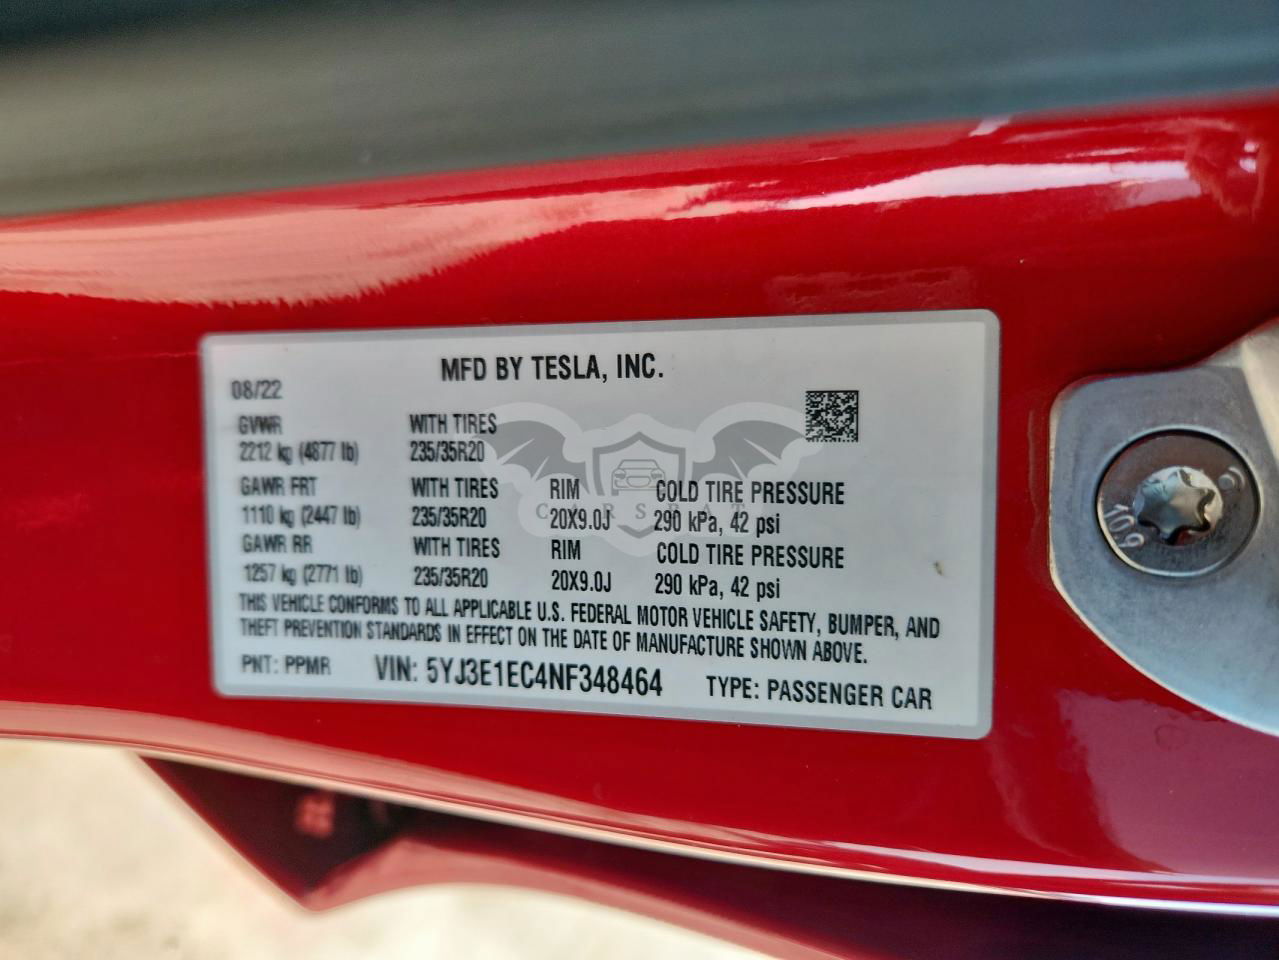 MFD BY TESLA, INC.
08/22
GVWR WITH TIRES
2212 kg (4877 lb) 235/35R20
GAWR FRT WITH TIRES RIM COLD TIRE PRESSURE
1110 kg (2447 lb) 235/35R20 20X9.0J 290 kPa, 42 psi
GAWR RR WITH TIRES RIM COLD TIRE PRESSURE
1257 kg (2771 lb) 235/35R20 20X9.0J 290 kPa, 42 psi
THIS VEHICLE CONFORMS TO ALL APPLICABLE U.S. FEDERAL MOTOR VEHICLE SAFETY, BUMPER, AND
THEFT PREVENTION STANDARDS IN EFFECT ON THE DATE OF MANUFACTURE SHOWN ABOVE.
PNT: PPMR VIN: 5YJ3E1EC4NF348464 TYPE: PASSENGER CAR
CARSBAT
109